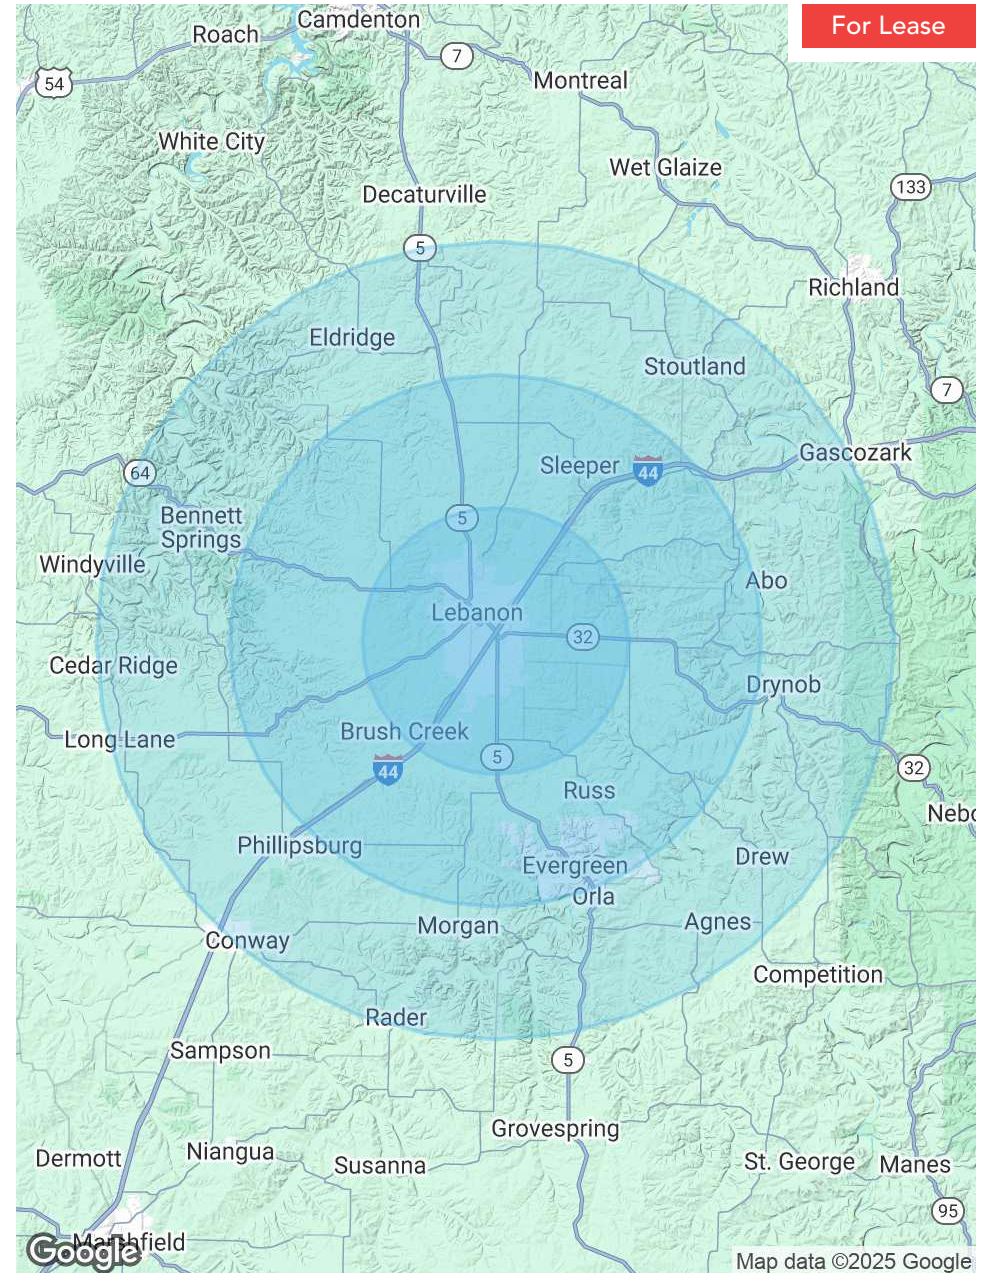 For Lease
Camdenton
Roach
7
54
Montreal
White City
Wet Glaize
133
Decaturville
5
Richland
Eldridge
Stoutland
7
Gascozark
Sleeper
44
64
Bennett
Springs
5
Windyville
Abo
Lebanon
32
Cedar Ridge
Drynob
Brush Creek
Long Lane
5
44
32
Russ
Nebo
Phillipsburg
Drew
Evergreen
Orla
Morgan
Agnes
Conway
Competition
Rader
Sampson
5
Grovespring
Niangua
Dermott
Susanna
St. George
Manes
95
Marshfield
Google
Map data ©2025 Google